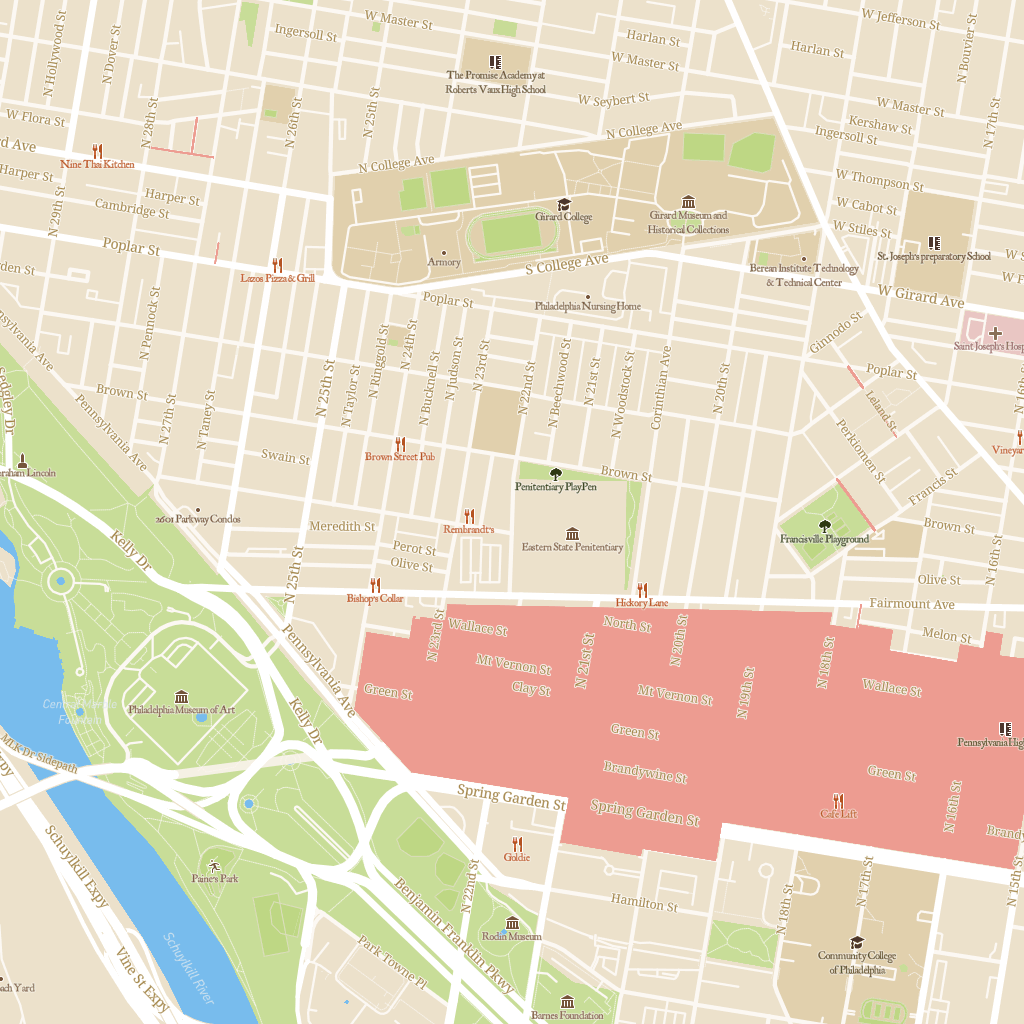 W Master St
W Jefferson St
Ingersoll St
Harlan St
Harlan St
N Hollywood St
N Dover St
W Master St
N Bouvier St
The Promise Academy at
Roberts Vaux High School
W Seybert St
W Master St
N 17th St
W Flora St
N 28th St
N 26th St
N 25th St
N College Ave
Kershaw St
Ingersoll St
rd Ave
Nine Thai Kitchen
N College Ave
Harper St
W Thompson St
Harper St
Cambridge St
N 29th St
W Cabot St
Girard College
Girard Museum and
Historical Collections
W Stiles St
Poplar St
St. Joseph's preparatory School
Armory
S College Ave
Berean Institute Technology
& Technical Center
Lazos Pizza & Grill
W Girard Ave
Poplar St
Philadelphia Nursing Home
N Pennock St
Ginnodo St
Saint Joseph's Hosp
Pennsylvania Ave
N 24th St
N Ringgold St
N Judson St
N 23rd St
N 22nd St
N Beechwood St
N 21st St
N Woodstock St
Corinthian Ave
N 20th St
Poplar St
Leland St
N 16th St
Sedgley Dr
Brown St
N 25th St
N Taylor St
N Bucknell St
N 27th St
N Taney St
Perkiomen St
Vineyar
Swain St
Brown Street Pub
Brown St
raham Lincoln
Penitentiary PlayPen
Francis St
2601 Parkway Condos
Meredith St
Rembrandt's
Eastern State Penitentiary
Francisville Playground
Brown St
Kelly Dr
Perot St
Olive St
N 25th St
Olive St
N 16th St
Bishop's Collar
Hickory Lane
Fairmount Ave
N 23rd St
Wallace St
North St
N 20th St
Melon St
Pennsylvania Ave
Mt Vernon St
N 21st St
N 18th St
Green St
Clay St
Mt Vernon St
N 19th St
Wallace St
Philadelphia Museum of Art
Kelly Dr
Green St
Pennsylvania High
MLK Dr Sidepath
Brandywine St
Green St
Spring Garden St
Spring Garden St
Cafe Lift
N 16th St
Brandy
Schuylkill Expy
Goldie
Paine's Park
N 22nd St
Benjamin Franklin Pkwy
Hamilton St
N 18th St
N 17th St
N 15th St
Rodin Museum
Schuylkill River
Park Towne Pl
Community College
of Philadelphia
Vine St Expy
ach Yard
Barnes Foundation